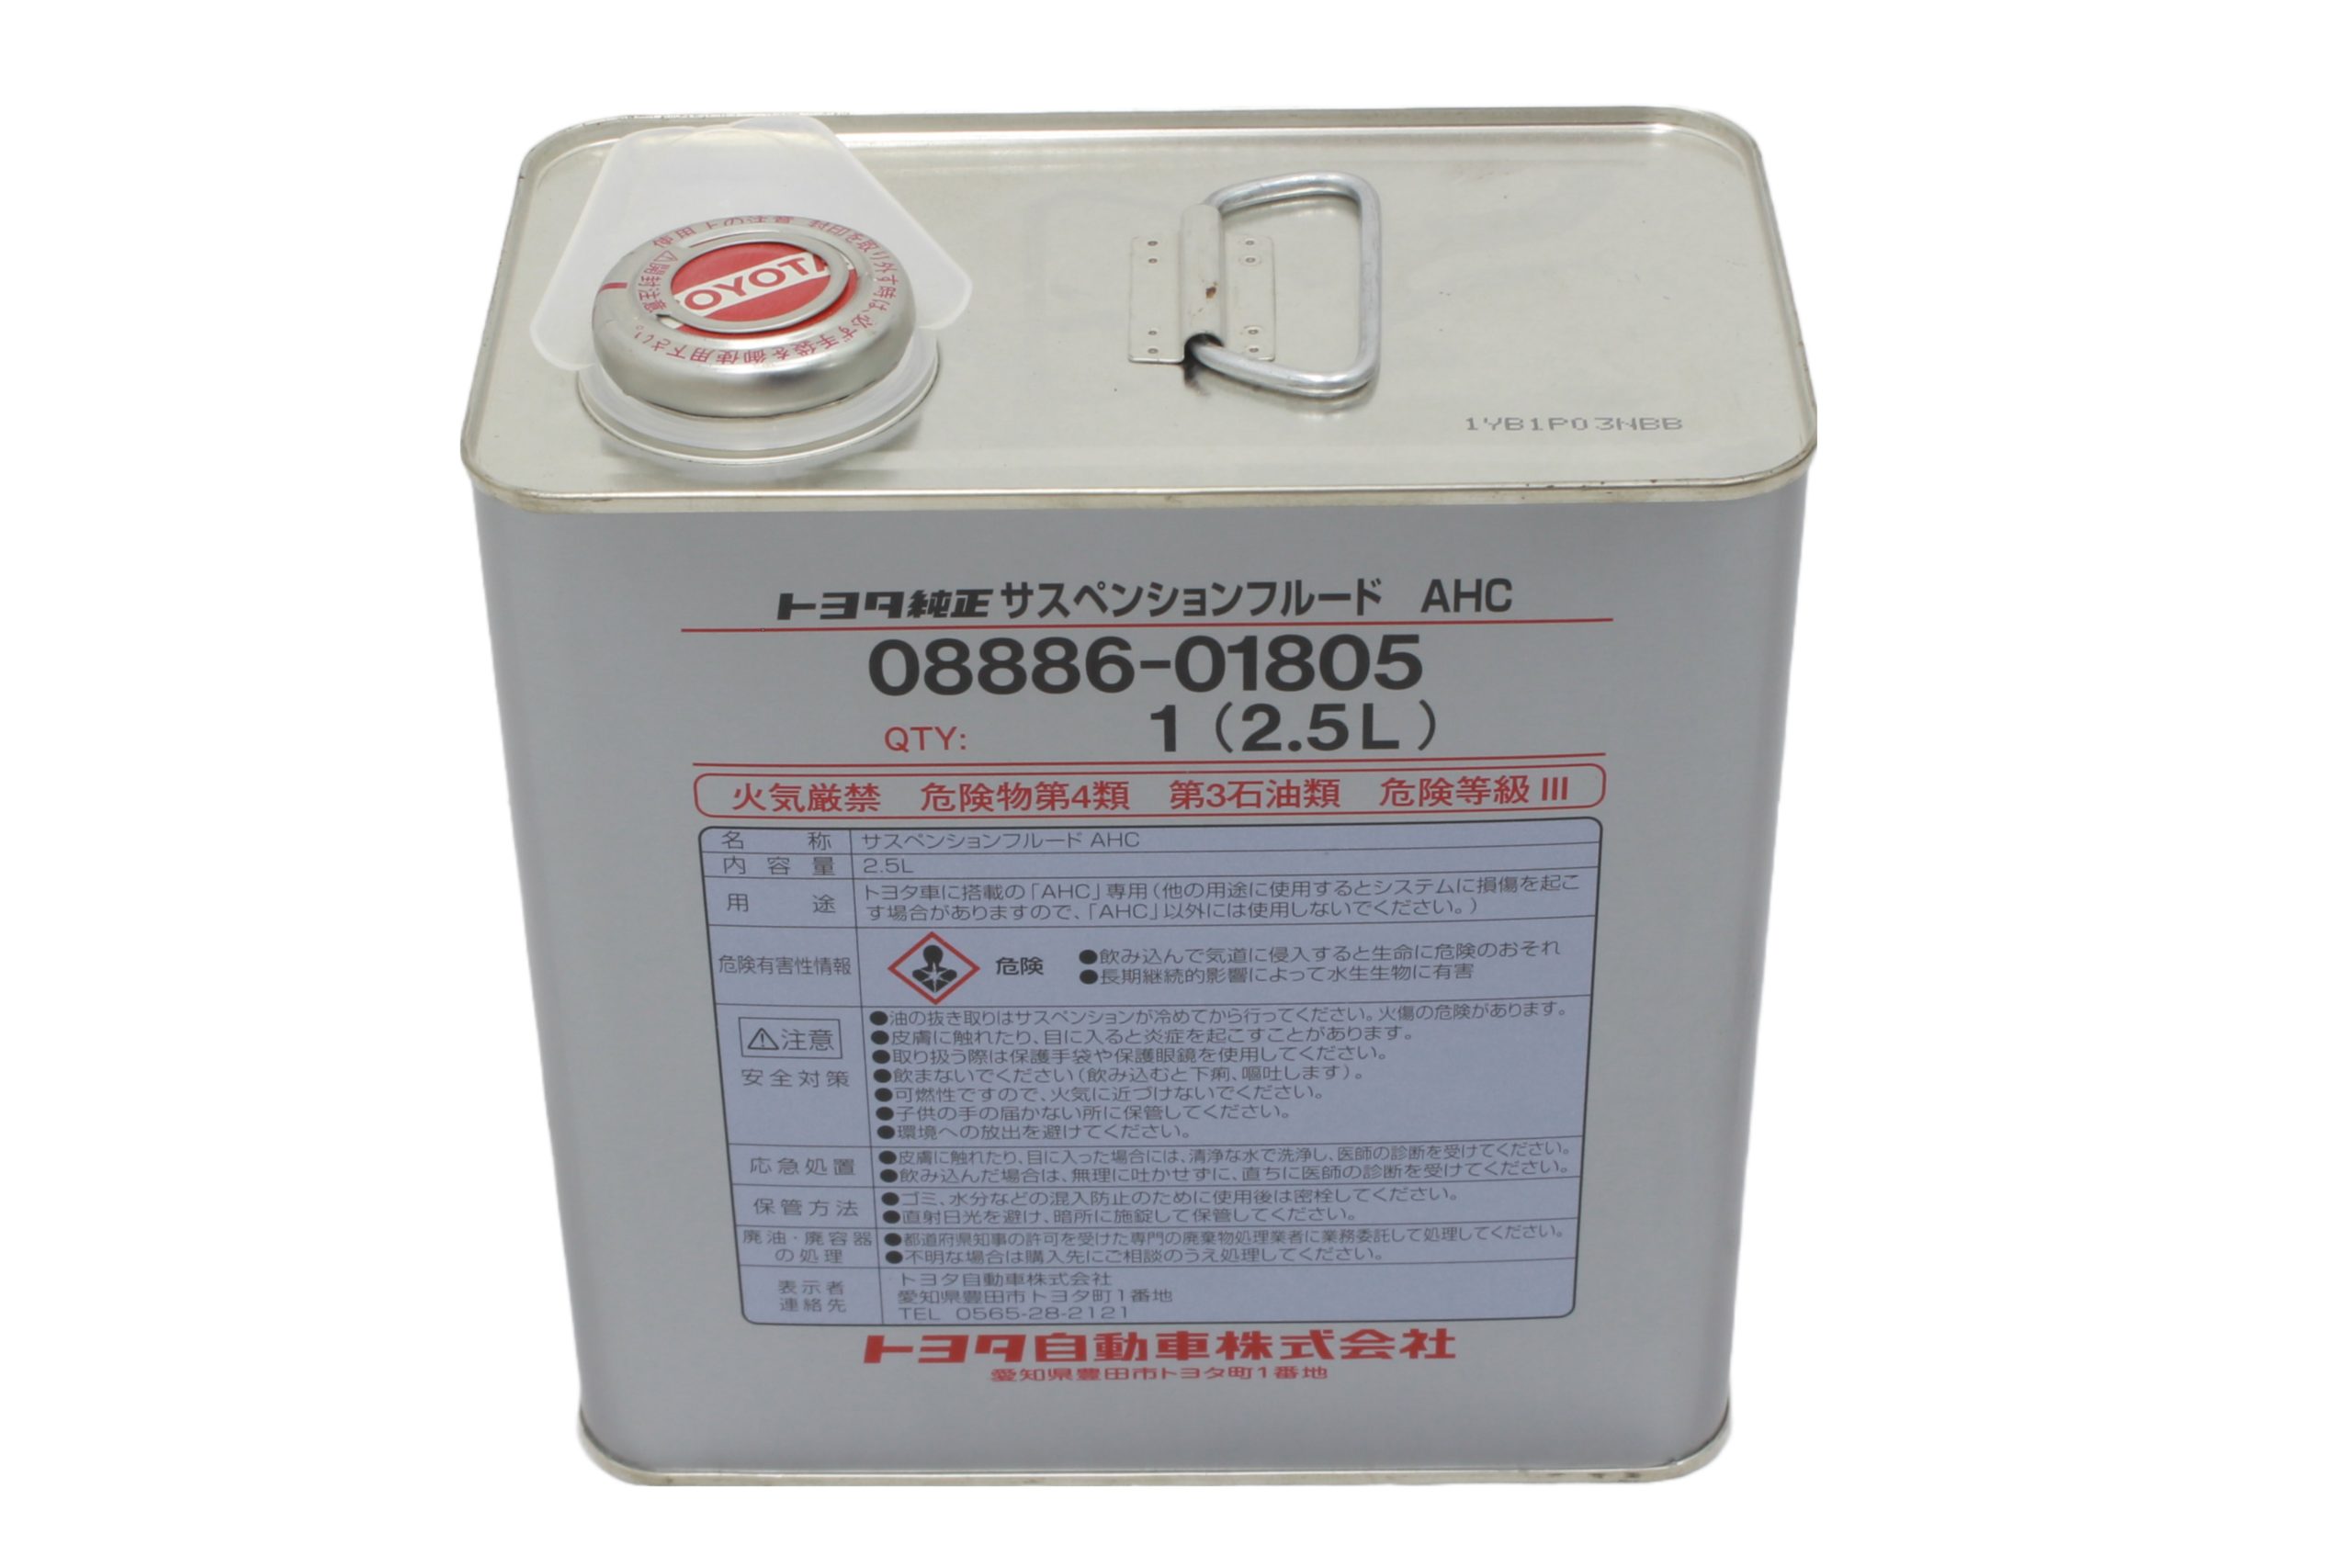 使用上の注意 封印を取り外す時は、必ず手袋を御使用下さい。
開封注意
TOYOTA
1YB1P03NBB
トヨタ純正 サスペンションフルード AHC
08886-01805
QTY: 1（2.5L）
火気厳禁 危険物第4類 第3石油類 危険等級 III
名称 サスペンションフルード AHC
内容量 2.5L
用途 トヨタ車に搭載の「AHC」専用（他の用途に使用するとシステムに損傷を起こ
す場合がありますので、「AHC」以外には使用しないでください。）
危険有害性情報 危険 ●飲み込んで気道に侵入すると生命に危険のおそれ
●長期継続的影響によって水生生物に有害
⚠注意
安全対策
●油の抜き取りはサスペンションが冷めてから行ってください。火傷の危険があります。
●皮膚に触れたり、目に入ると炎症を起こすことがあります。
●取り扱う際は保護手袋や保護眼鏡を使用してください。
●飲まないでください（飲み込むと下痢、嘔吐します）。
●可燃性ですので、火気に近づけないでください。
●子供の手の届かない所に保管してください。
●環境への放出を避けてください。
応急処置 ●皮膚に触れたり、目に入った場合には、清浄な水で洗浄し、医師の診断を受けてください。
●飲み込んだ場合は、無理に吐かせずに、直ちに医師の診断を受けてください。
保管方法 ●ゴミ、水分などの混入防止のために使用後は密栓してください。
●直射日光を避け、暗所に施錠して保管してください。
廃油・廃容器
の処理
●都道府県知事の許可を受けた専門の廃棄物処理業者に業務委託して処理してください。
●不明な場合は購入先にご相談のうえ処理してください。
表示者
連絡先
トヨタ自動車株式会社
愛知県豊田市トヨタ町1番地
TEL 0565-28-2121
トヨタ自動車株式会社
愛知県豊田市トヨタ町1番地